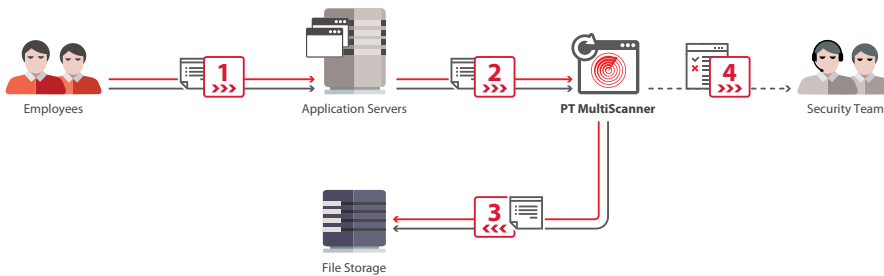 1
2
4
Employees
Application Servers
PT MultiScanner
Security Team
3
File Storage